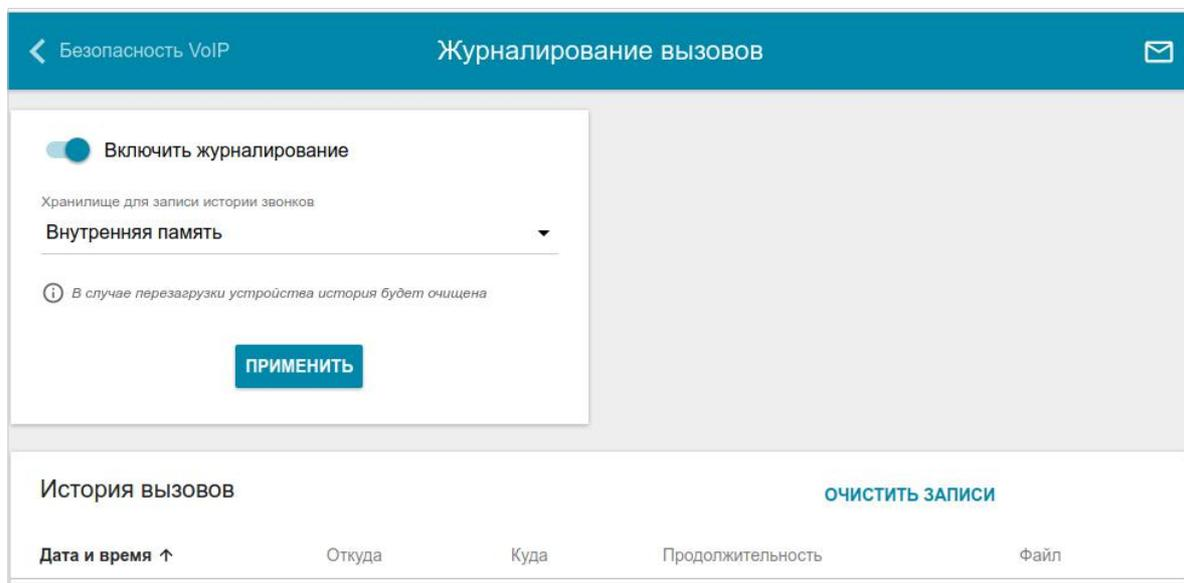 Безопасность VoIP
Журналирование вызовов
Включить журналирование
Хранилище для записи истории звонков
Внутренняя память
В случае перезагрузки устройства история будет очищена
ПРИМЕНИТЬ
История вызовов
ОЧИСТИТЬ ЗАПИСИ
Дата и время ↑ Откуда Куда Продолжительность Файл